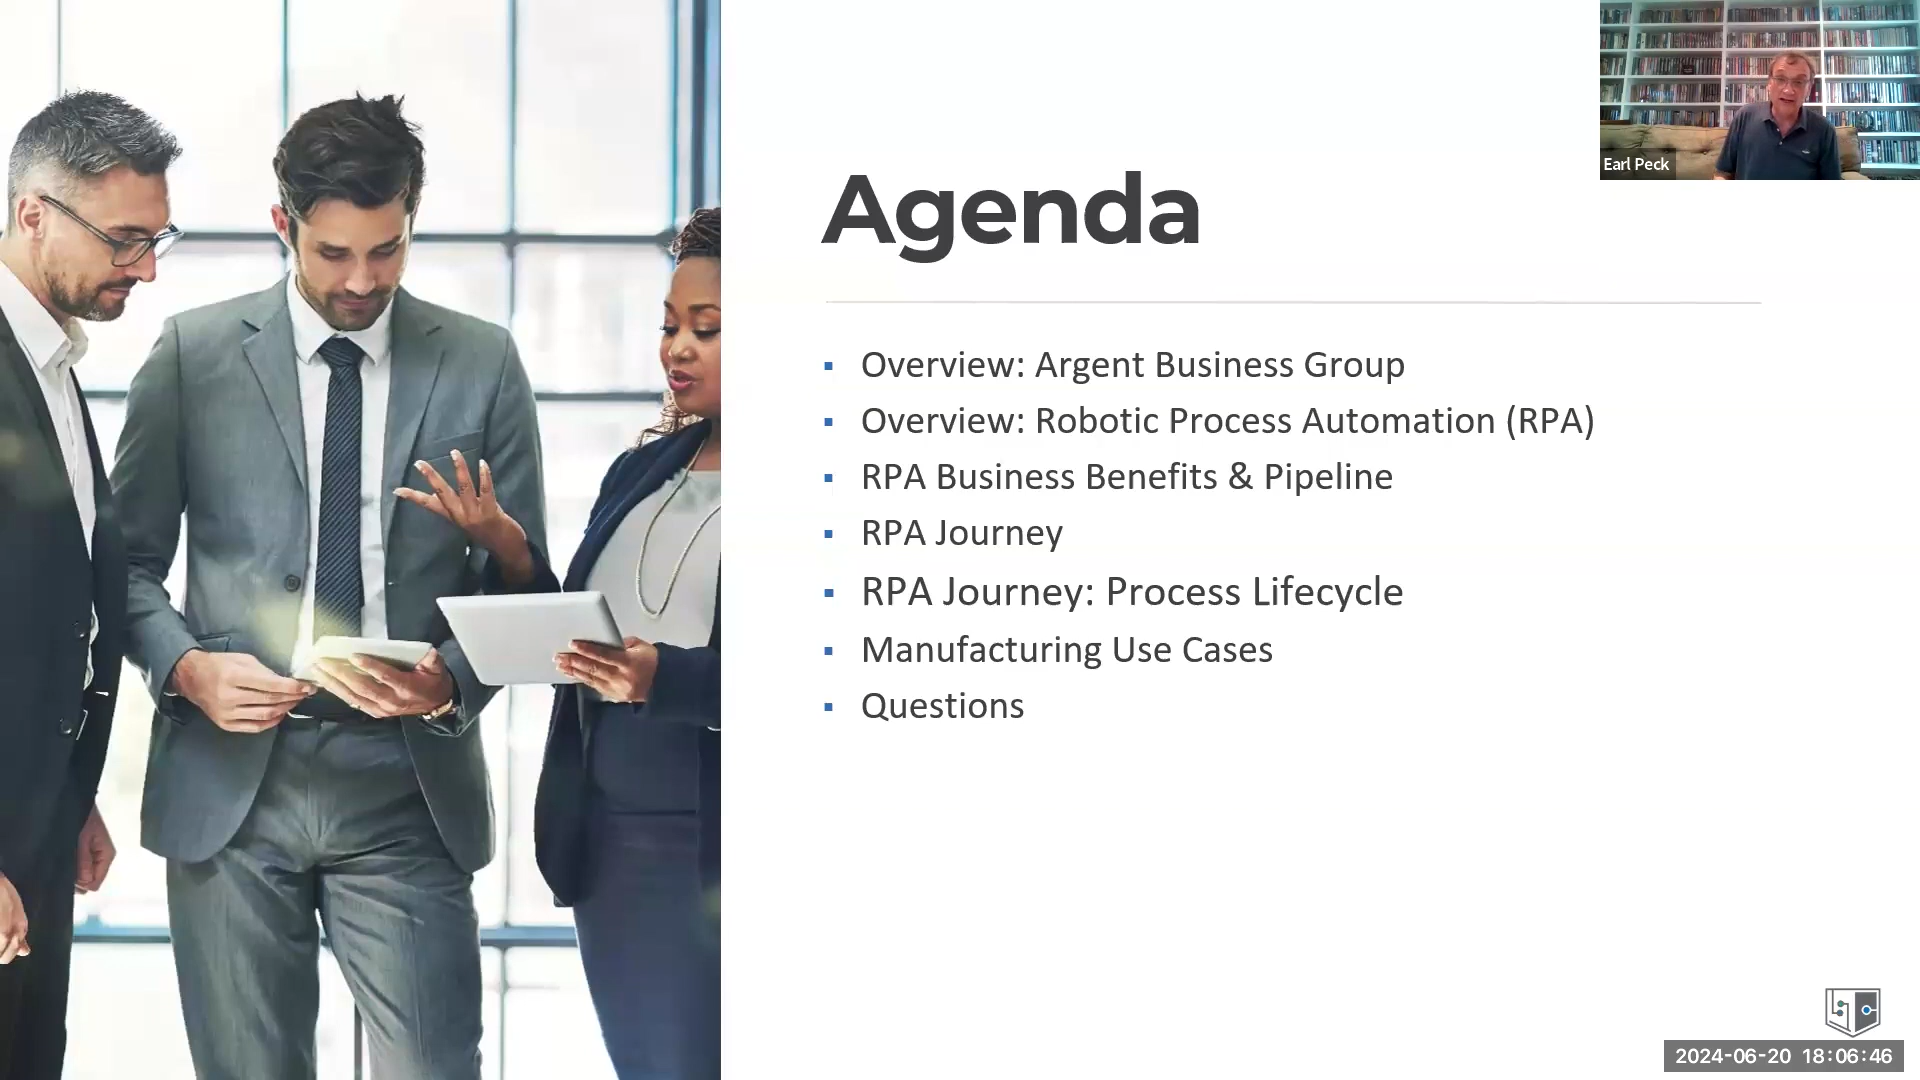 Earl Peck
Agenda
Overview: Argent Business Group
Overview: Robotic Process Automation (RPA)
RPA Business Benefits & Pipeline
RPA Journey
RPA Journey: Process Lifecycle
Manufacturing Use Cases
Questions
2024-06-20 18:06:46